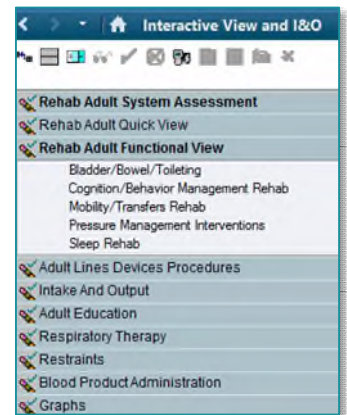 Interactive View and I&O
Rehab Adult System Assessment
Rehab Adult Quick View
Rehab Adult Functional View
Bladder/Bowel/Toileting
Cognition/Behavior Management Rehab
Mobility/Transfers Rehab
Pressure Management Interventions
Sleep Rehab
Adult Lines Devices Procedures
Intake And Output
Adult Education
Respiratory Therapy
Restraints
Blood Product Administration
Graphs